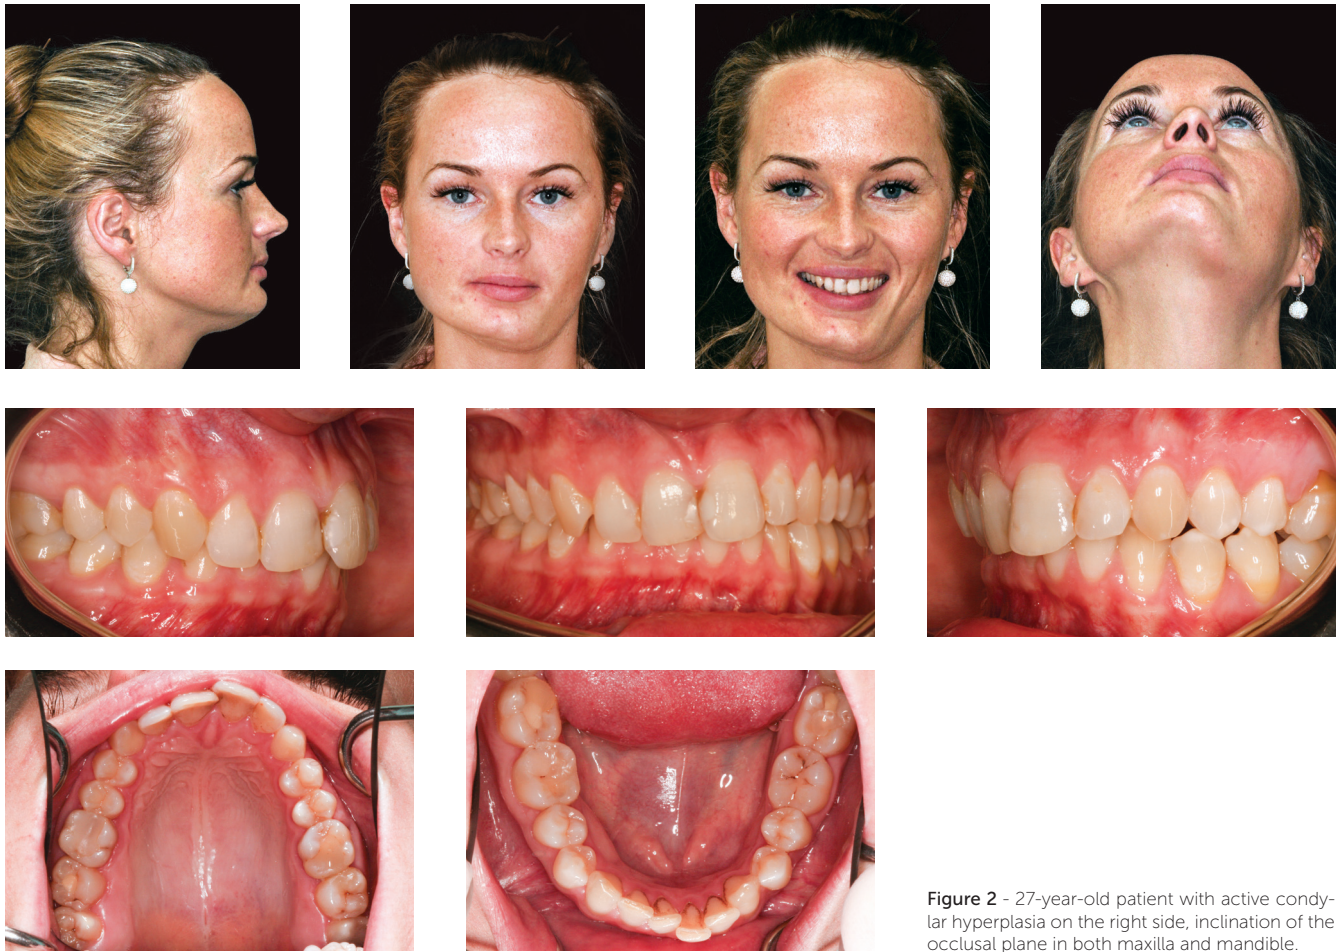 Figure 2 - 27-year-old patient with active condy-
lar hyperplasia on the right side, inclination of the
occlusal plane in both maxilla and mandible.